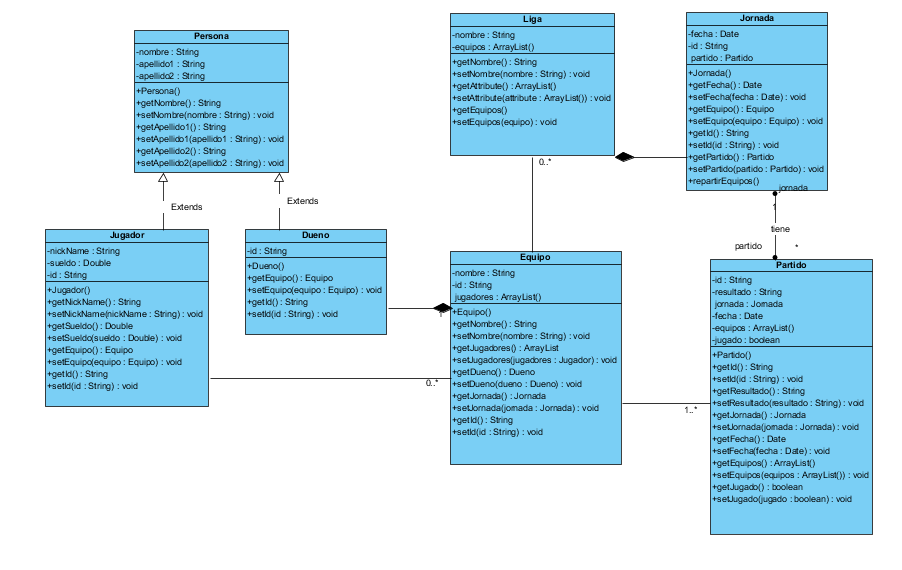 Persona
-nombre : String
-apellido1 : String
-apellido2 : String
+Persona()
+getNombre() : String
+setNombre(nombre : String) : void
+getApellido1() : String
+setApellido1(apellido1 : String) : void
+getApellido2() : String
+setApellido2(apellido2 : String) : void
Liga
-nombre : String
-equipos : ArrayList()
+getNombre() : String
+setNombre(nombre : String) : void
+getAttribute() : ArrayList()
+setAttribute(attribute : ArrayList()) : void
+getEquipos()
+setEquipos(equipo) : void
0..*
Jornada
-fecha : Date
-id : String
partido : Partido
+Jornada()
+getFecha() : Date
+setFecha(fecha : Date) : void
+getEquipo() : Equipo
+setEquipo(equipo : Equipo) : void
+getId() : String
+setId(id : String) : void
+getPartido() : Partido
+setPartido(partido : Partido) : void
+repartirEquipos()
jornada
1
tiene
partido
*
Extends
Extends
Jugador
-nickName : String
-sueldo : Double
-id : String
+Jugador()
+getNickName() : String
+setNickName(nickName : String) : void
+getSueldo() : Double
+setSueldo(sueldo : Double) : void
+getEquipo() : Equipo
+setEquipo(equipo : Equipo) : void
+getId() : String
+setId(id : String) : void
Dueno
-id : String
+Dueno()
+getEquipo() : Equipo
+setEquipo(equipo : Equipo) : void
+getId() : String
+setId(id : String) : void
1
0..*
Equipo
-nombre : String
-id : String
jugadores : ArrayList()
+Equipo()
+getNombre() : String
+setNombre(nombre : String) : void
+getJugadores() : ArrayList
+setJugadores(jugadores : Jugador) : void
+getDueno() : Dueno
+setDueno(dueno : Dueno) : void
+getJornada() : Jornada
+setJornada(jornada : Jornada) : void
+getId() : String
+setId(id : String) : void
1..*
Partido
-id : String
-resultado : String
jornada : Jornada
-fecha : Date
-equipos : ArrayList()
-jugado : boolean
+Partido()
+getId() : String
+setId(id : String) : void
+getResultado() : String
+setResultado(resultado : String) : void
+getJornada() : Jornada
+setJornada(jornada : Jornada) : void
+getFecha() : Date
+setFecha(fecha : Date) : void
+getEquipos() : ArrayList()
+setEquipos(equipos : ArrayList()) : void
+getJugado() : boolean
+setJugado(jugado : boolean) : void